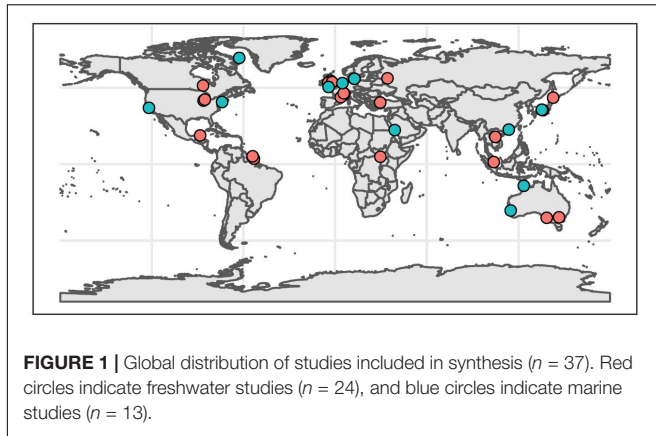 FIGURE 1 | Global distribution of studies included in synthesis (n = 37). Red
circles indicate freshwater studies (n = 24), and blue circles indicate marine
studies (n = 13).